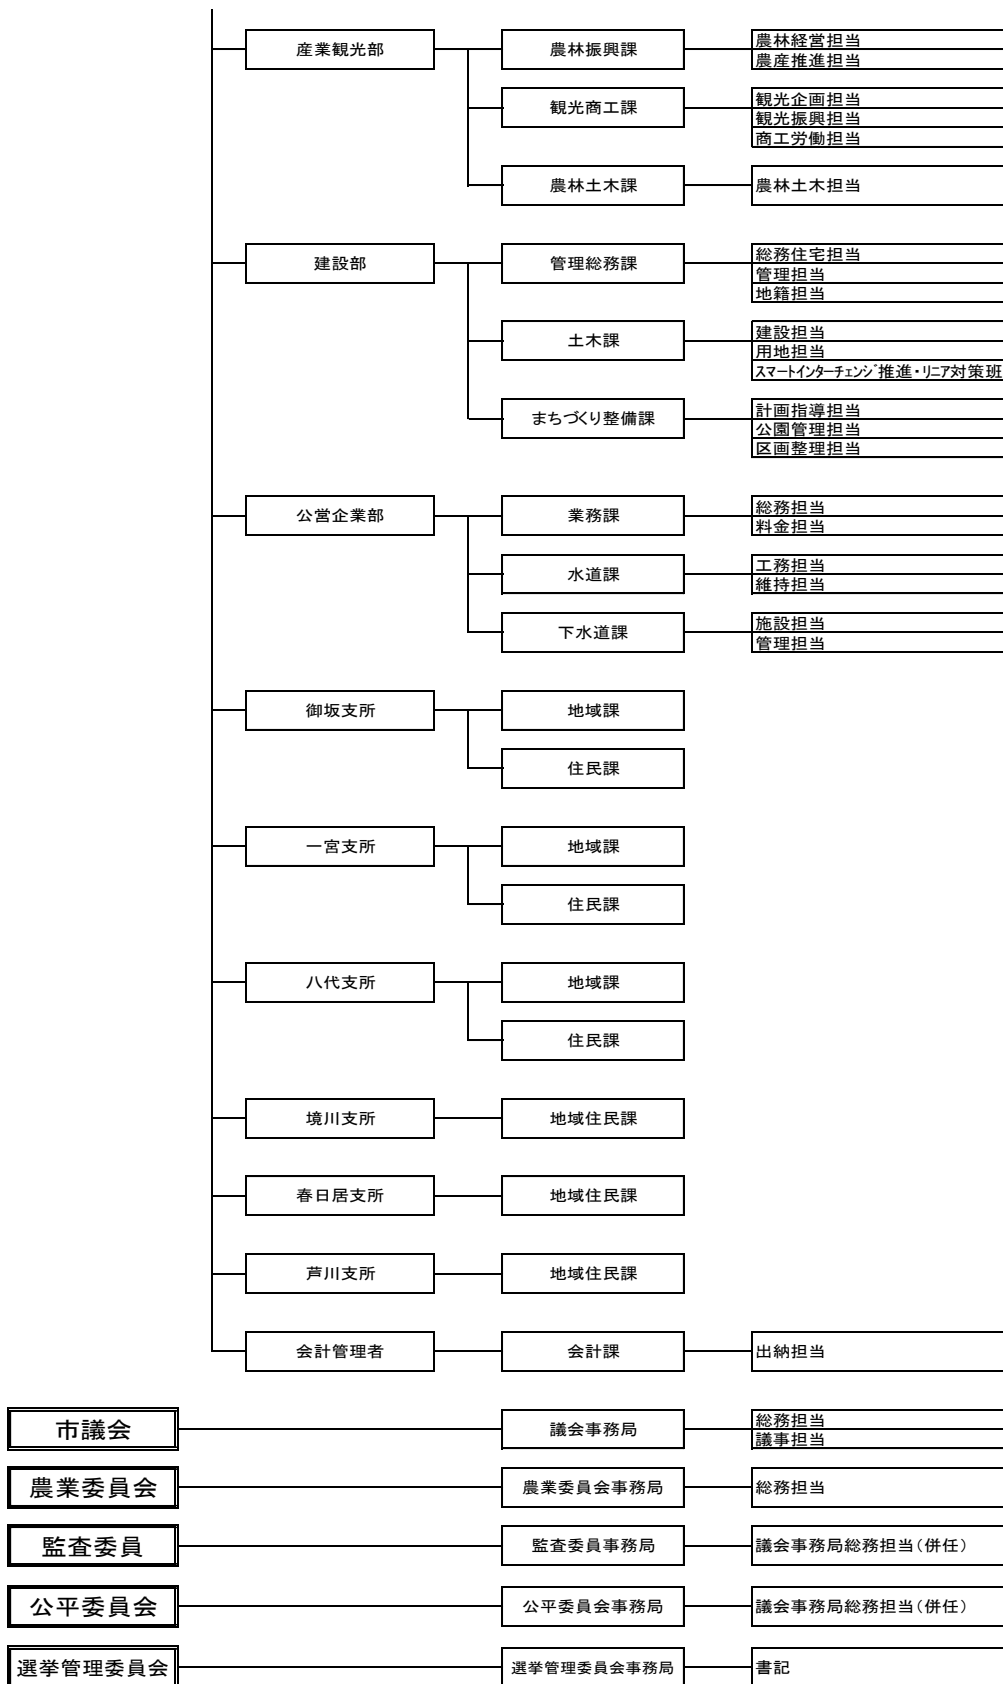 産業観光部
農林振興課
農林経営担当
農産推進担当
観光商工課
観光企画担当
観光振興担当
商工労働担当
農林土木課
農林土木担当
建設部
管理総務課
総務住宅担当
管理担当
地籍担当
土木課
建設担当
用地担当
スマートインターチェンジ推進・リニア対策班
まちづくり整備課
計画指導担当
公園管理担当
区画整理担当
公営企業部
業務課
総務担当
料金担当
水道課
工務担当
維持担当
下水道課
施設担当
管理担当
御坂支所
地域課
住民課
一宮支所
地域課
住民課
八代支所
地域課
住民課
境川支所
地域住民課
春日居支所
地域住民課
芦川支所
地域住民課
会計管理者
会計課
出納担当
市議会
議会事務局
総務担当
議事担当
農業委員会
農業委員会事務局
総務担当
監査委員
監査委員事務局
議会事務局総務担当(併任)
公平委員会
公平委員会事務局
議会事務局総務担当(併任)
選挙管理委員会
選挙管理委員会事務局
書記